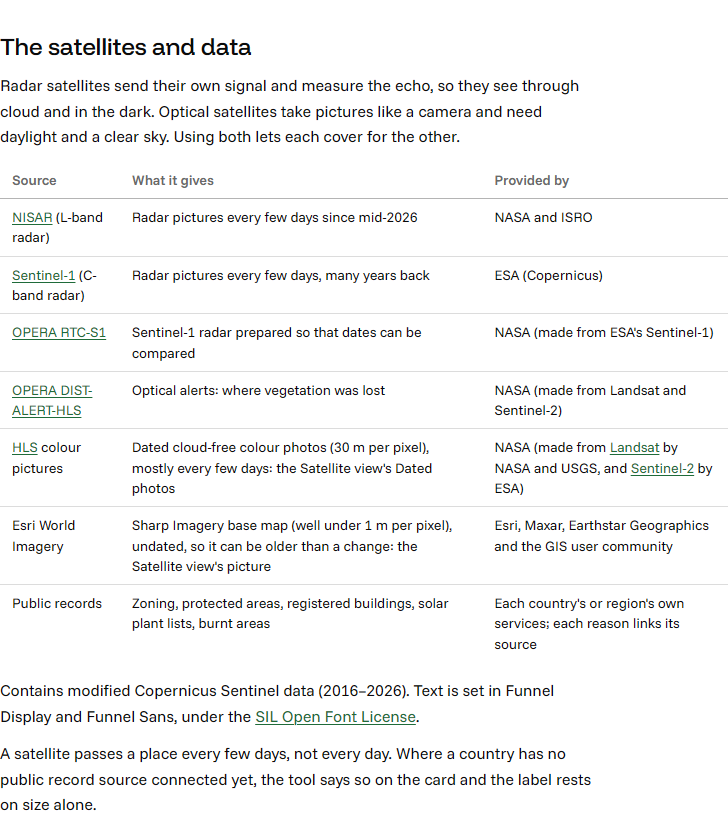 The satellites and data
Radar satellites send their own signal and measure the echo, so they see through
cloud and in the dark. Optical satellites take pictures like a camera and need
daylight and a clear sky. Using both lets each cover for the other.
Source What it gives Provided by
NISAR (L-band Radar pictures every few days since mid-2026 NASA and ISRO
radar)
Sentinel-1 (C- Radar pictures every few days, many years back ESA (Copernicus)
band radar)
OPERA RTC-S1 Sentinel-1 radar prepared so that dates can be NASA (made from ESA's Sentinel-1)
compared
OPERA DIST- Optical alerts: where vegetation was lost NASA (made from Landsat and
ALERT-HLS Sentinel-2)
HLS colour Dated cloud-free colour photos (30 m per pixel), NASA (made from Landsat by
pictures mostly every few days: the Satellite view's Dated NASA and USGS, and Sentinel-2 by
photos ESA)
Esri World Sharp Imagery base map (well under 1 m per pixel), Esri, Maxar, Earthstar Geographics
Imagery undated, so it can be older than a change: the and the GIS user community
Satellite view's picture
Public records Zoning, protected areas, registered buildings, solar Each country's or region's own
plant lists, burnt areas services; each reason links its
source
Contains modified Copernicus Sentinel data (2016–2026). Text is set in Funnel
Display and Funnel Sans, under the SIL Open Font License.
A satellite passes a place every few days, not every day. Where a country has no
public record source connected yet, the tool says so on the card and the label rests
on size alone.